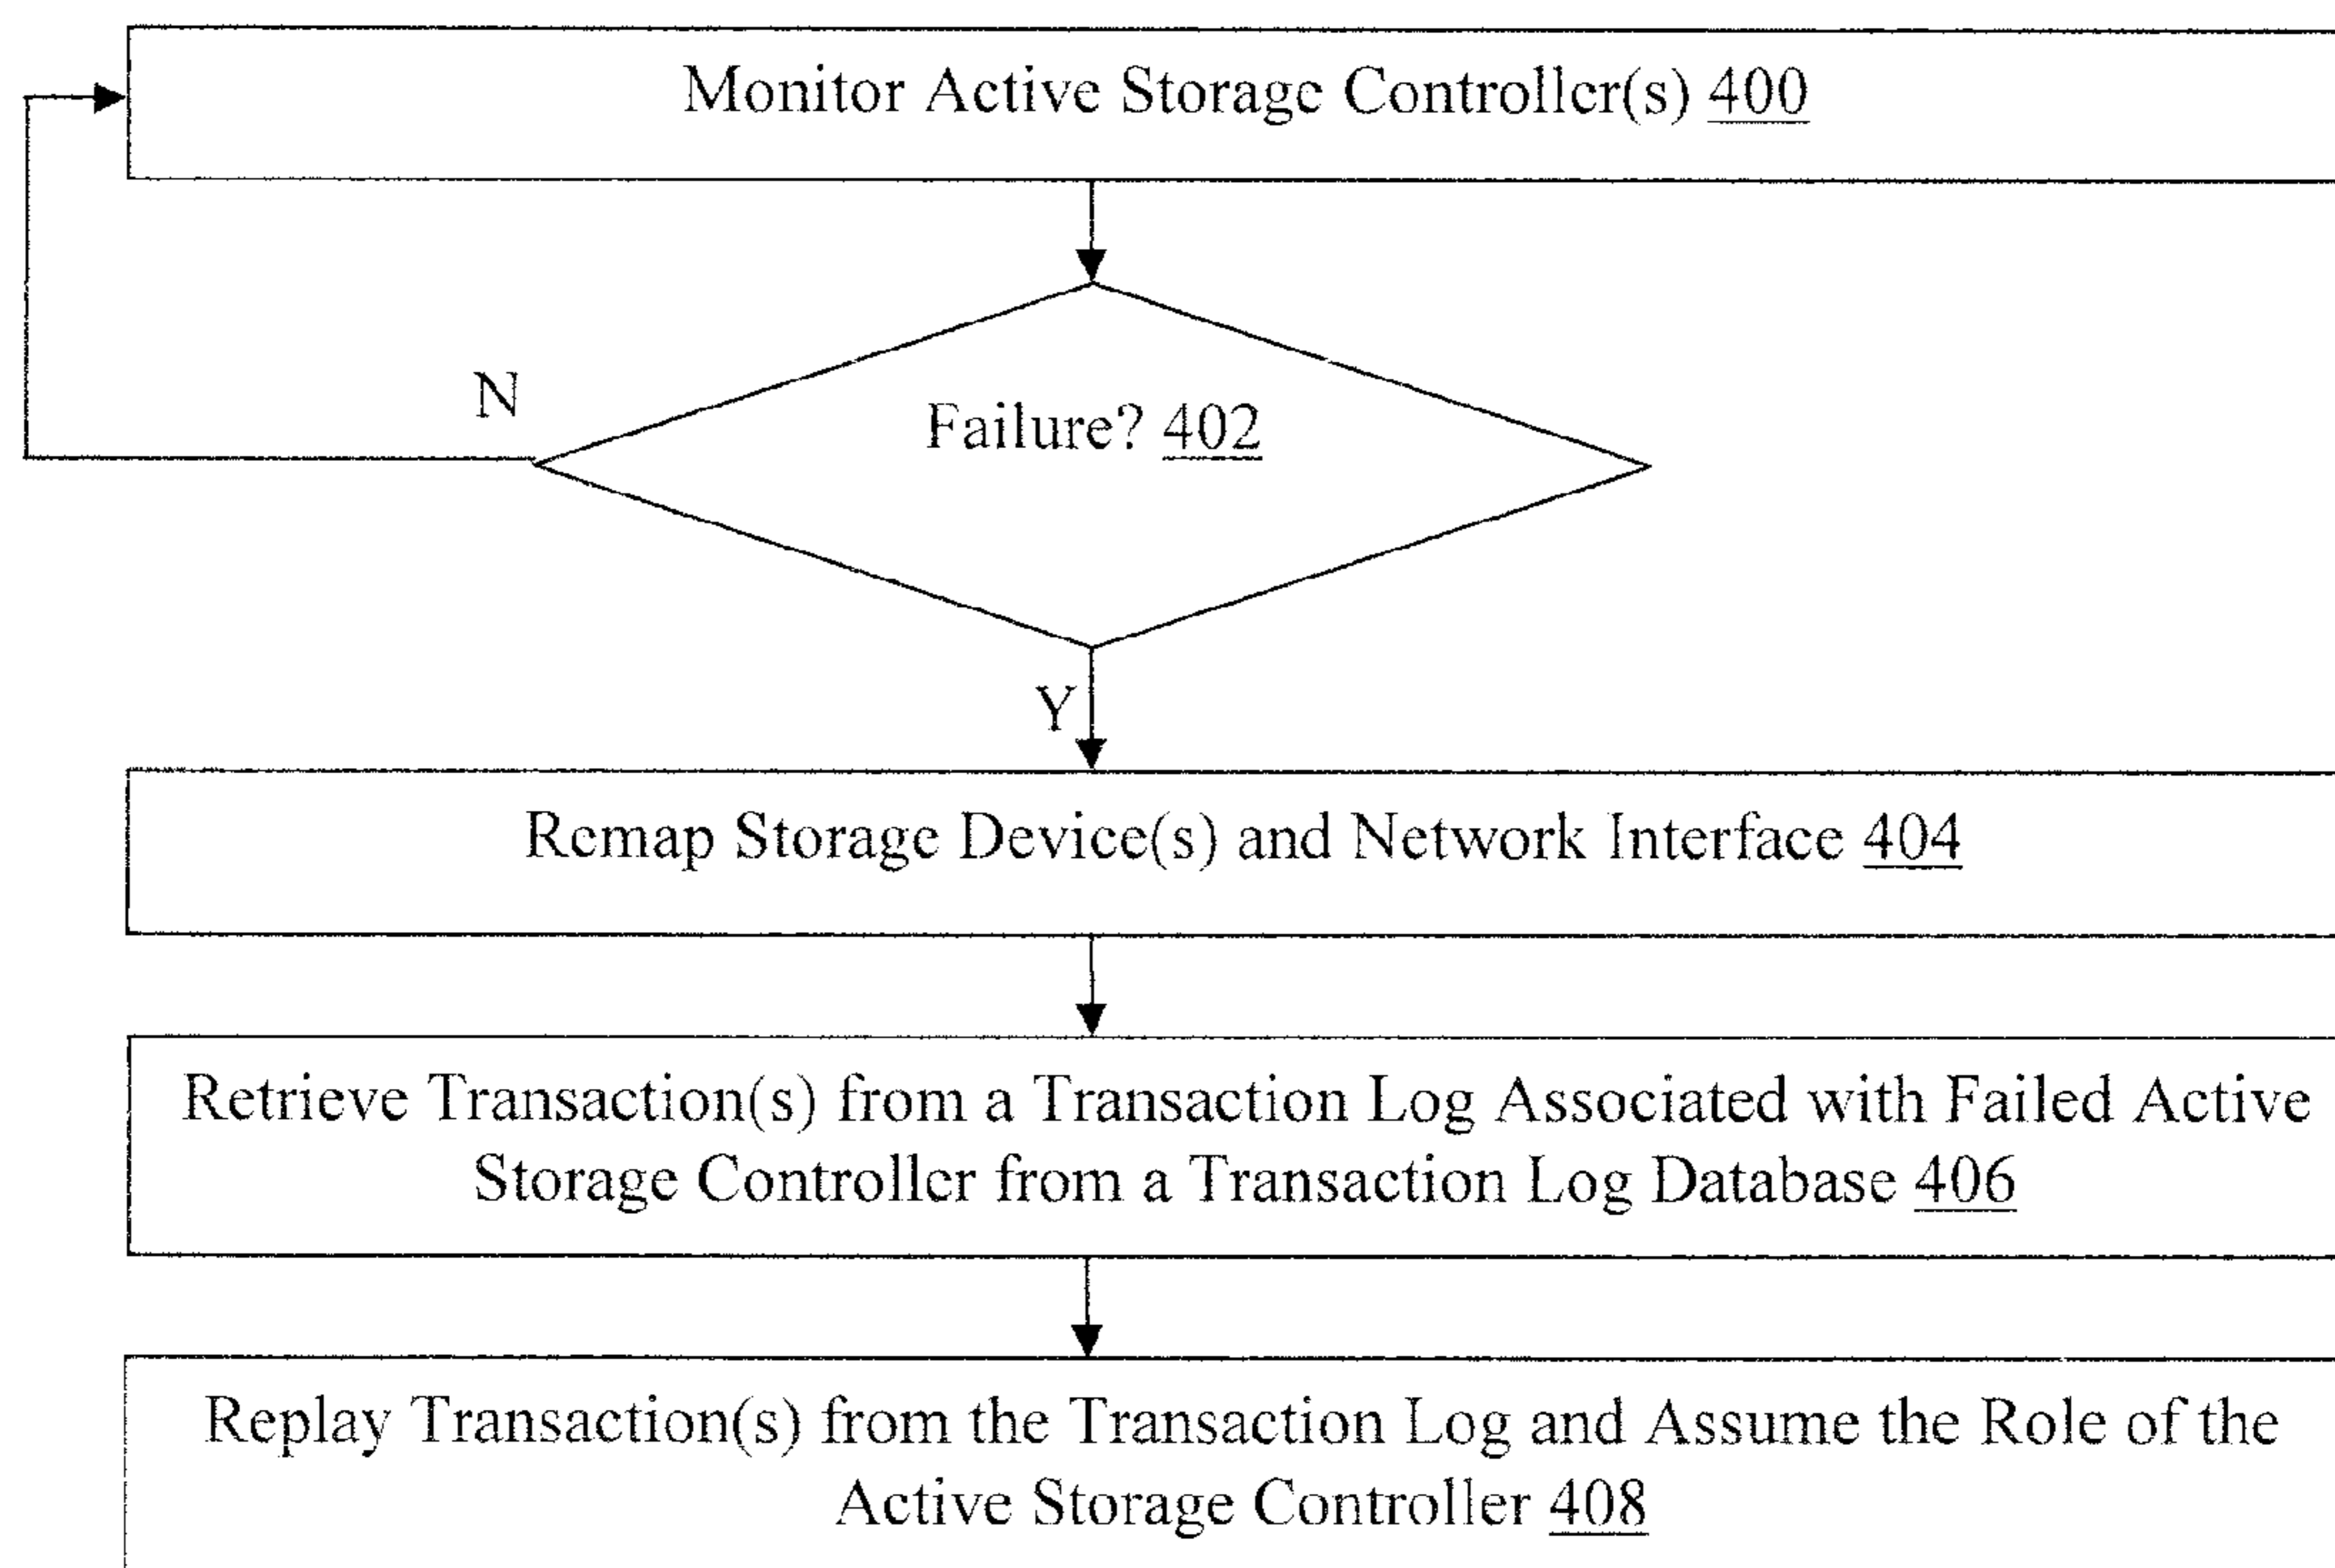 Monitor Active Storage Controller(s) 400
N
Failure? 402
Y
Remap Storage Device(s) and Network Interface 404
Retrieve Transaction(s) from a Transaction Log Associated with Failed Active
Storage Controller from a Transaction Log Database 406
Replay Transaction(s) from the Transaction Log and Assume the Role of the
Active Storage Controller 408